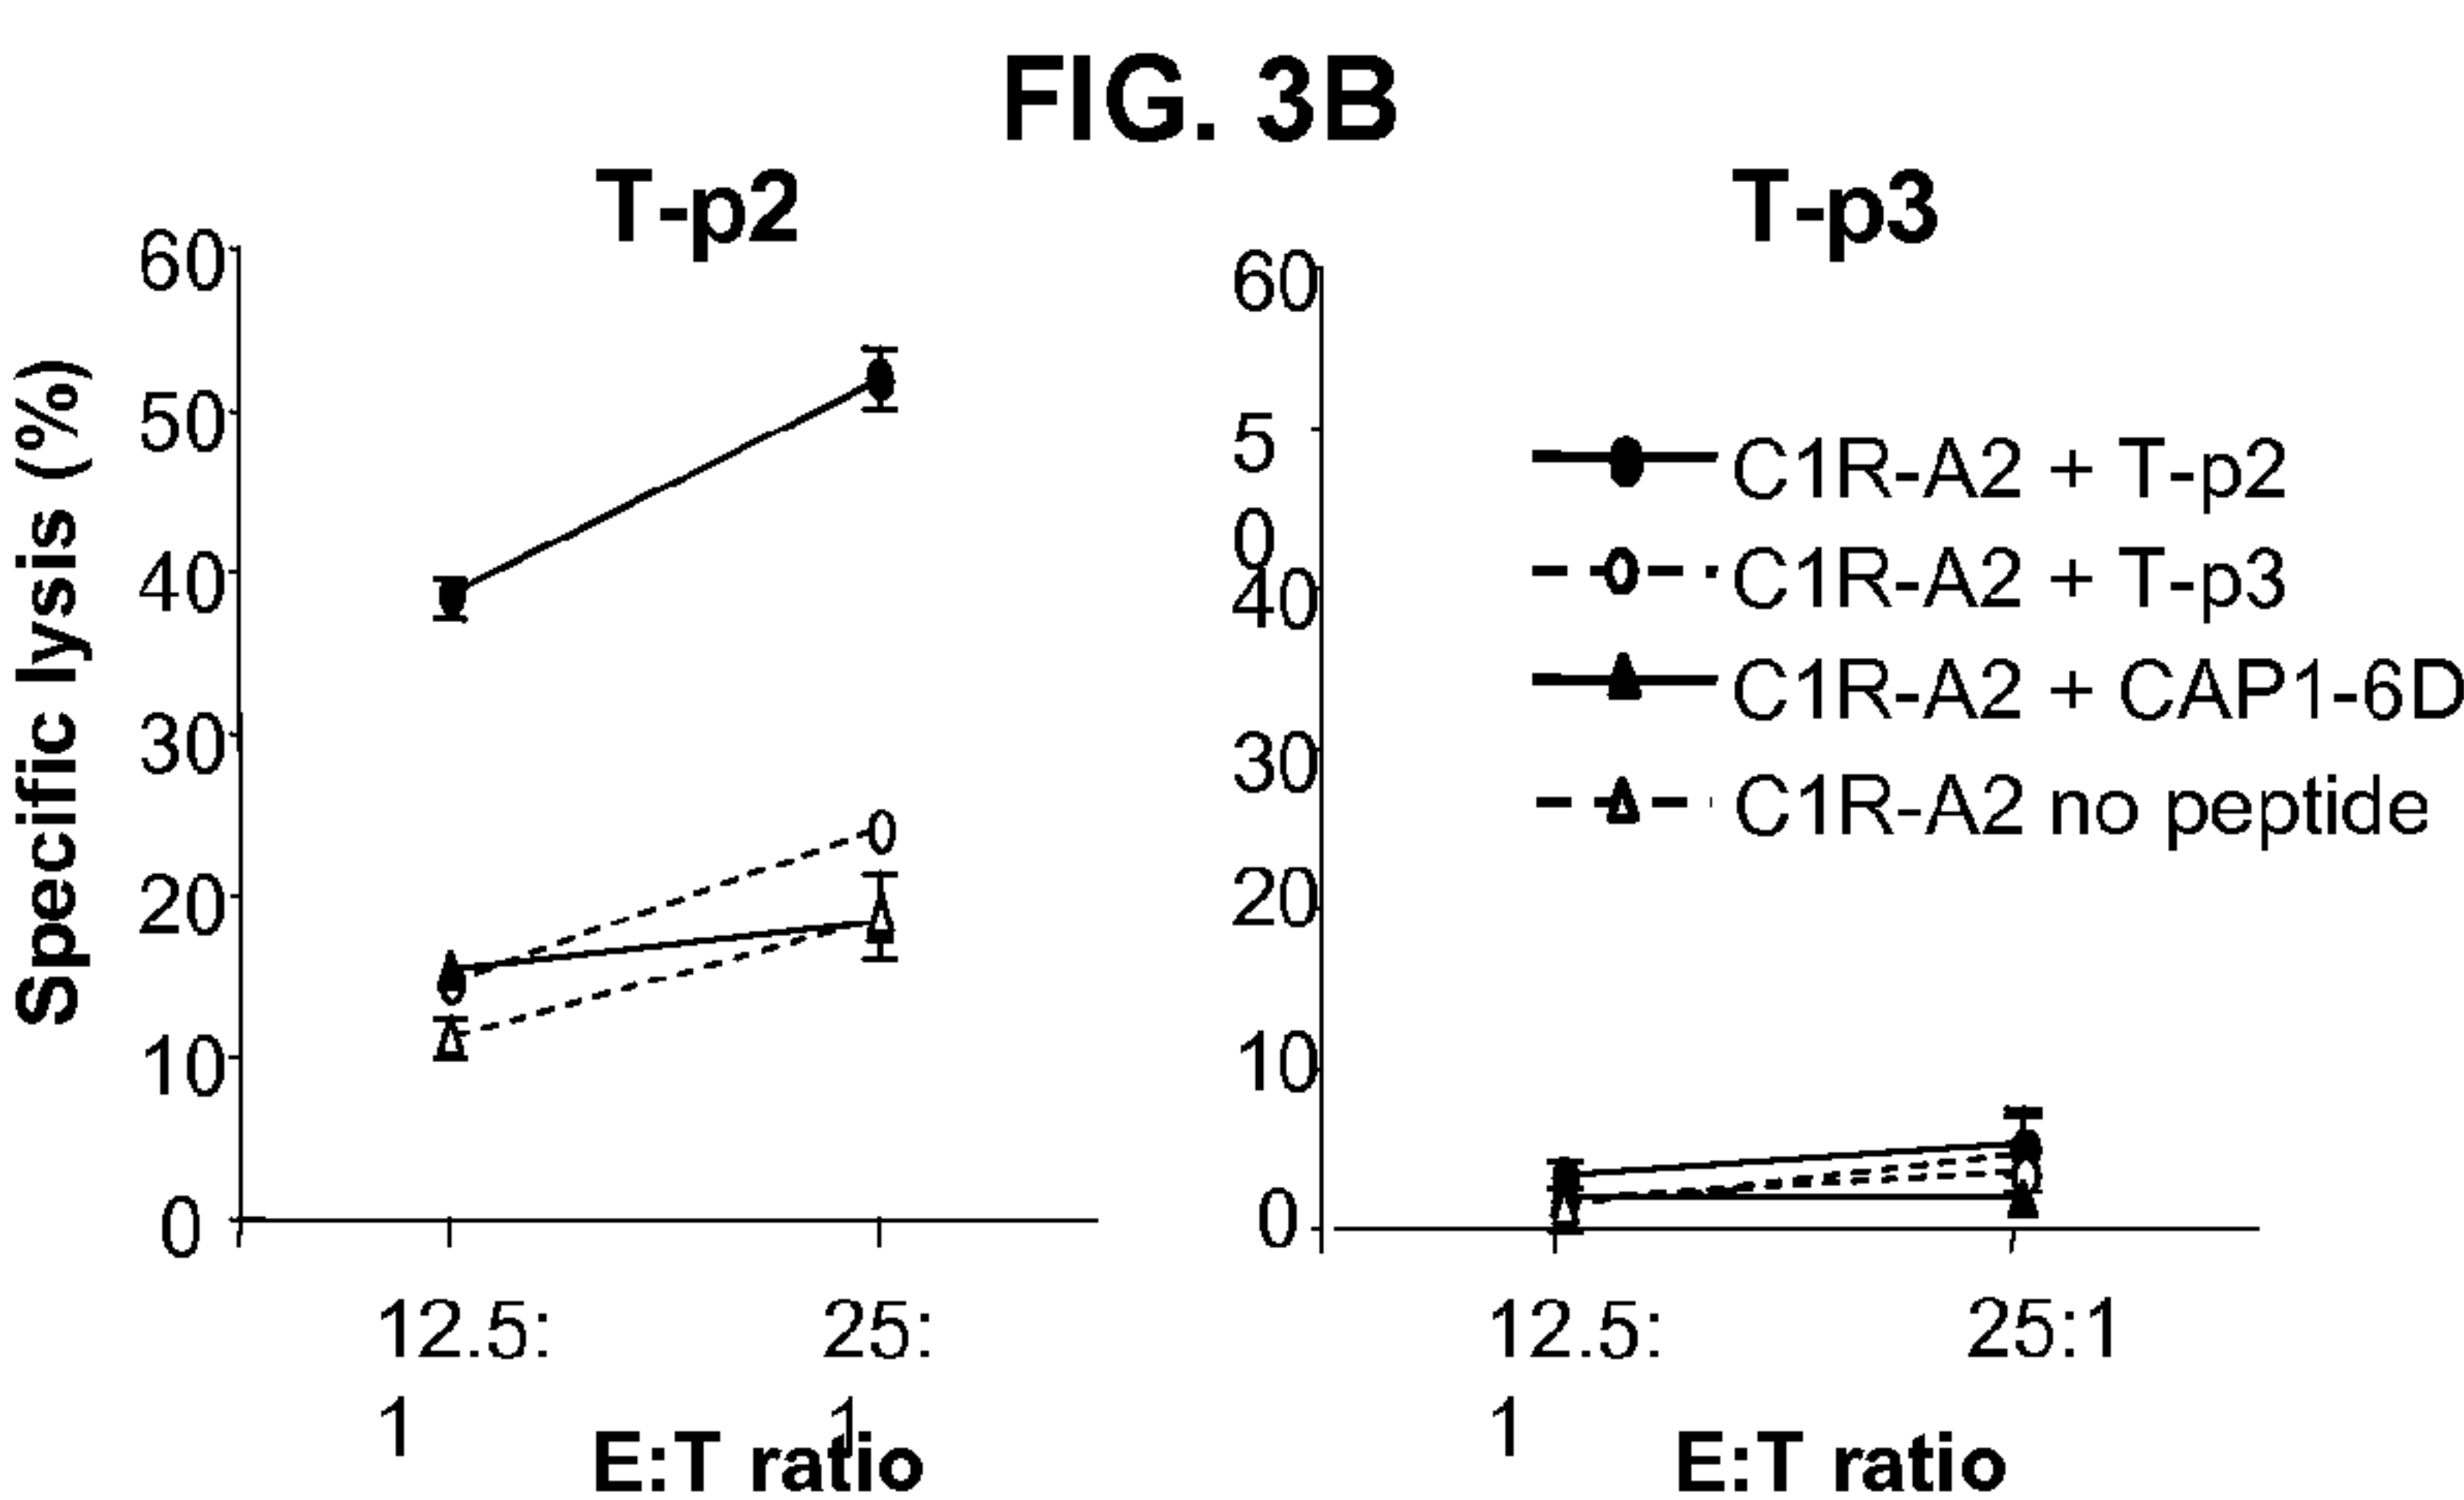 FIG. 3B
T-p2
T-p3
Specific lysis (%)
60
50
40
30
20
10
0
12.5:
1
25:
1
E:T ratio
60
5
0
40
30
20
10
0
12.5:
1
25:1
E:T ratio
C1R-A2 + T-p2
C1R-A2 + T-p3
C1R-A2 + CAP1-6D
C1R-A2 no peptide